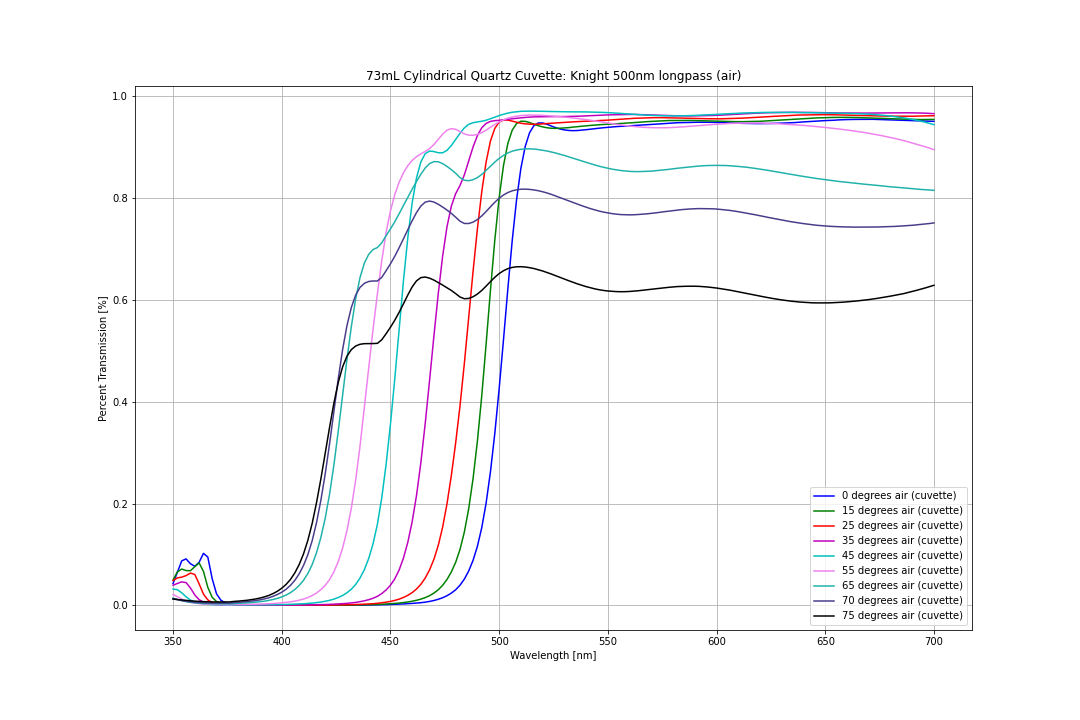 73mL Cylindrical Quartz Cuvette: Knight 500nm longpass (air)
Percent Transmission [%]
1.0
0.8
0.6
0.4
0.2
0.0
0 degrees air (cuvette)
15 degrees air (cuvette)
25 degrees air (cuvette)
35 degrees air (cuvette)
45 degrees air (cuvette)
55 degrees air (cuvette)
65 degrees air (cuvette)
70 degrees air (cuvette)
75 degrees air (cuvette)
350 400 450 500 550 600 650 700
Wavelength [nm]